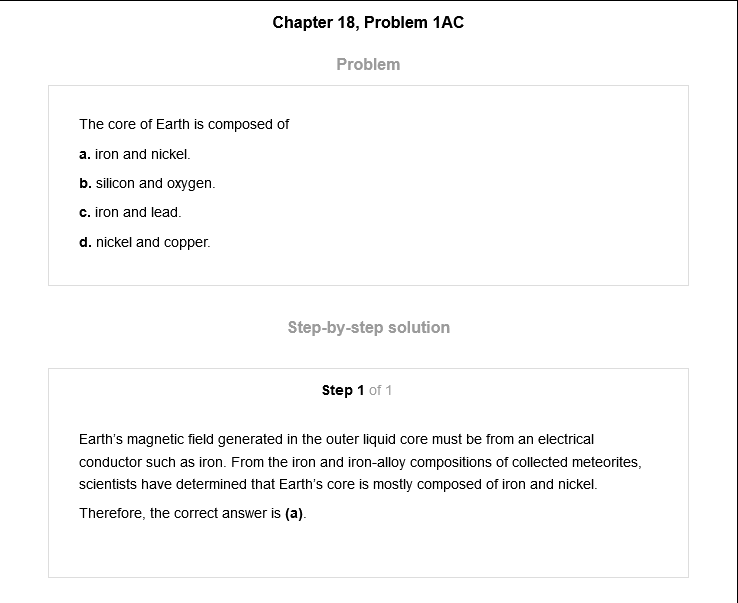 Chapter 18, Problem 1AC
Problem
The core of Earth is composed of
a. iron and nickel.
b. silicon and oxygen.
c. iron and lead.
d. nickel and copper.
Step-by-step solution
Step 1 of 1
Earth's magnetic field generated in the outer liquid core must be from an electrical
conductor such as iron. From the iron and iron-alloy compositions of collected meteorites,
scientists have determined that Earth's core is mostly composed of iron and nickel.
Therefore, the correct answer is (a).